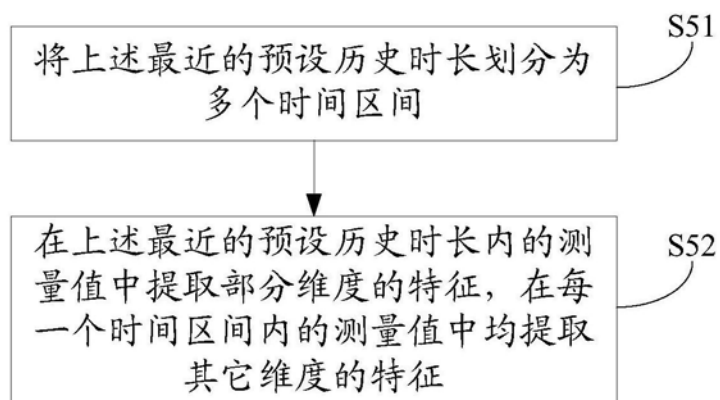 S51
将上述最近的预设历史时长划分为
多个时间区间
S52
在上述最近的预设历史时长内的测
量值中提取部分维度的特征，在每
一个时间区间内的测量值中均提取
其它维度的特征